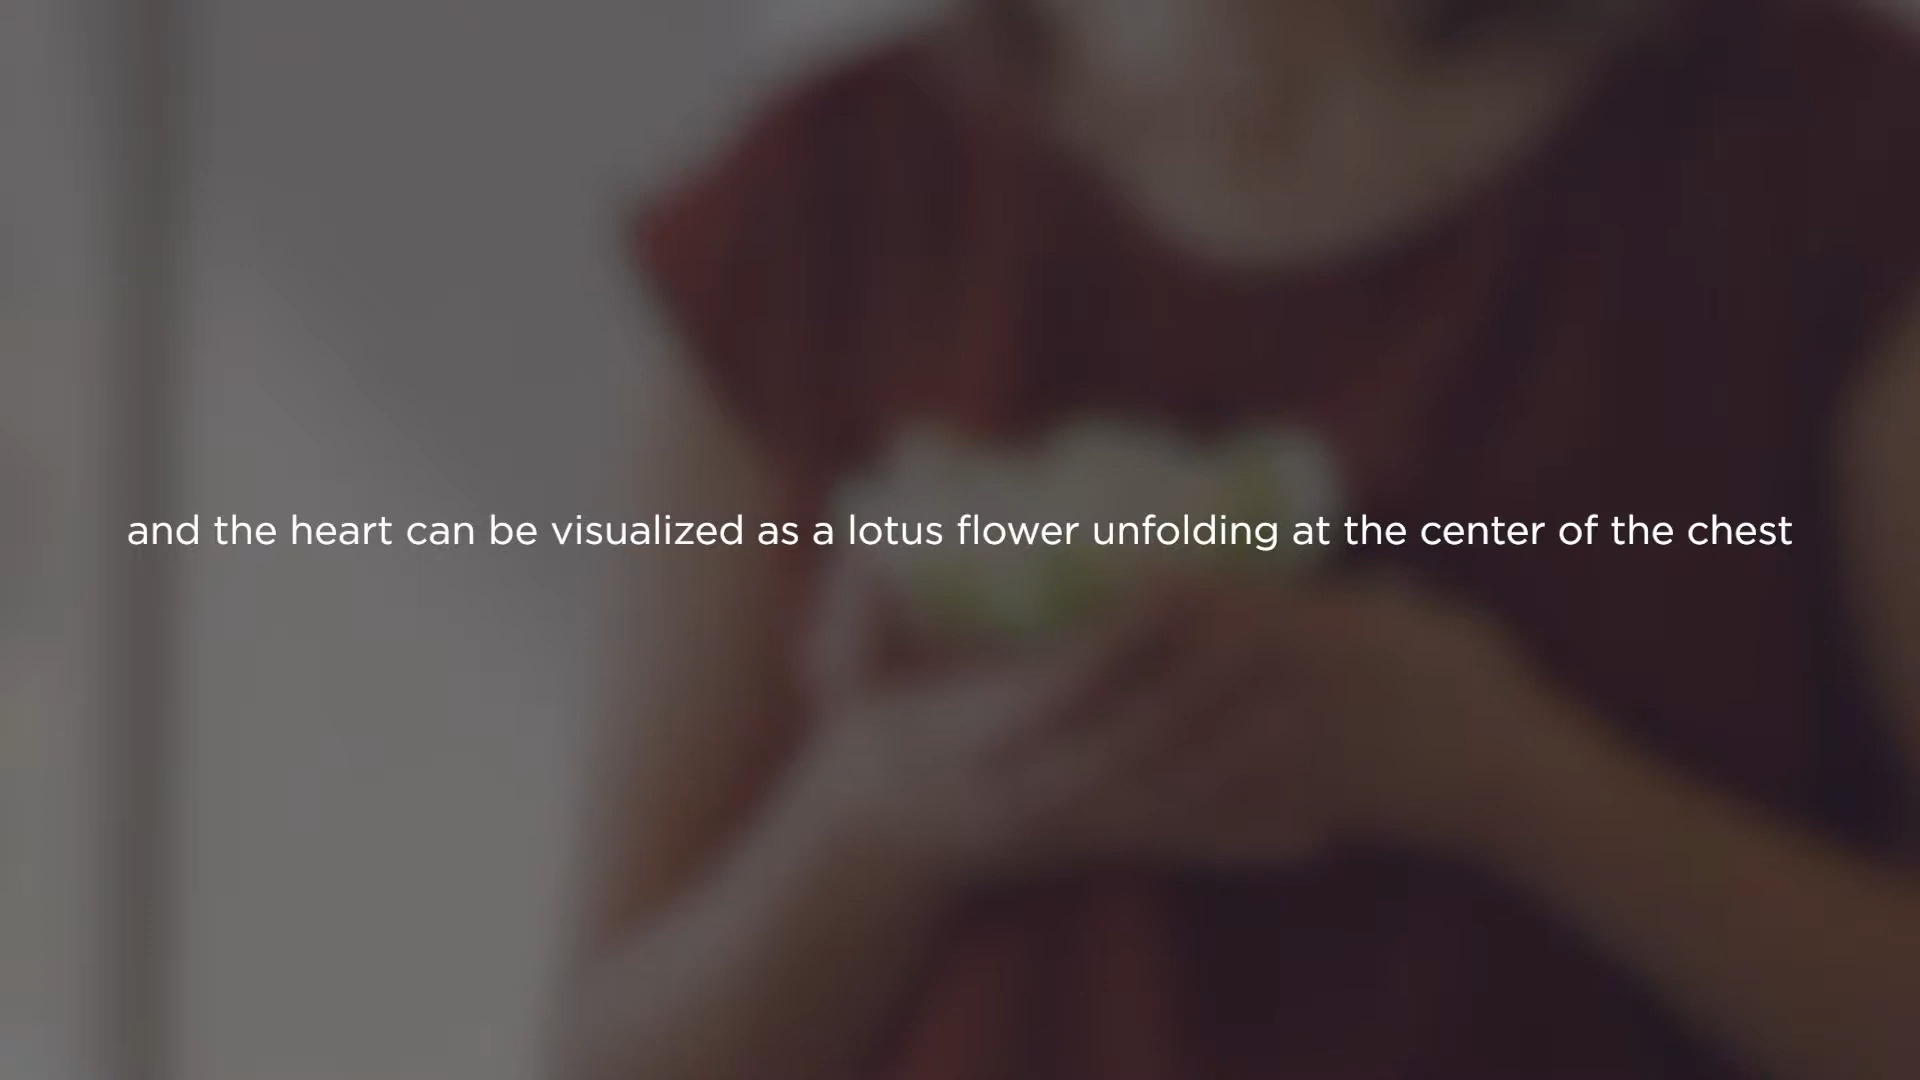 and the heart can be visualized as a lotus flower unfolding at the center of the chest